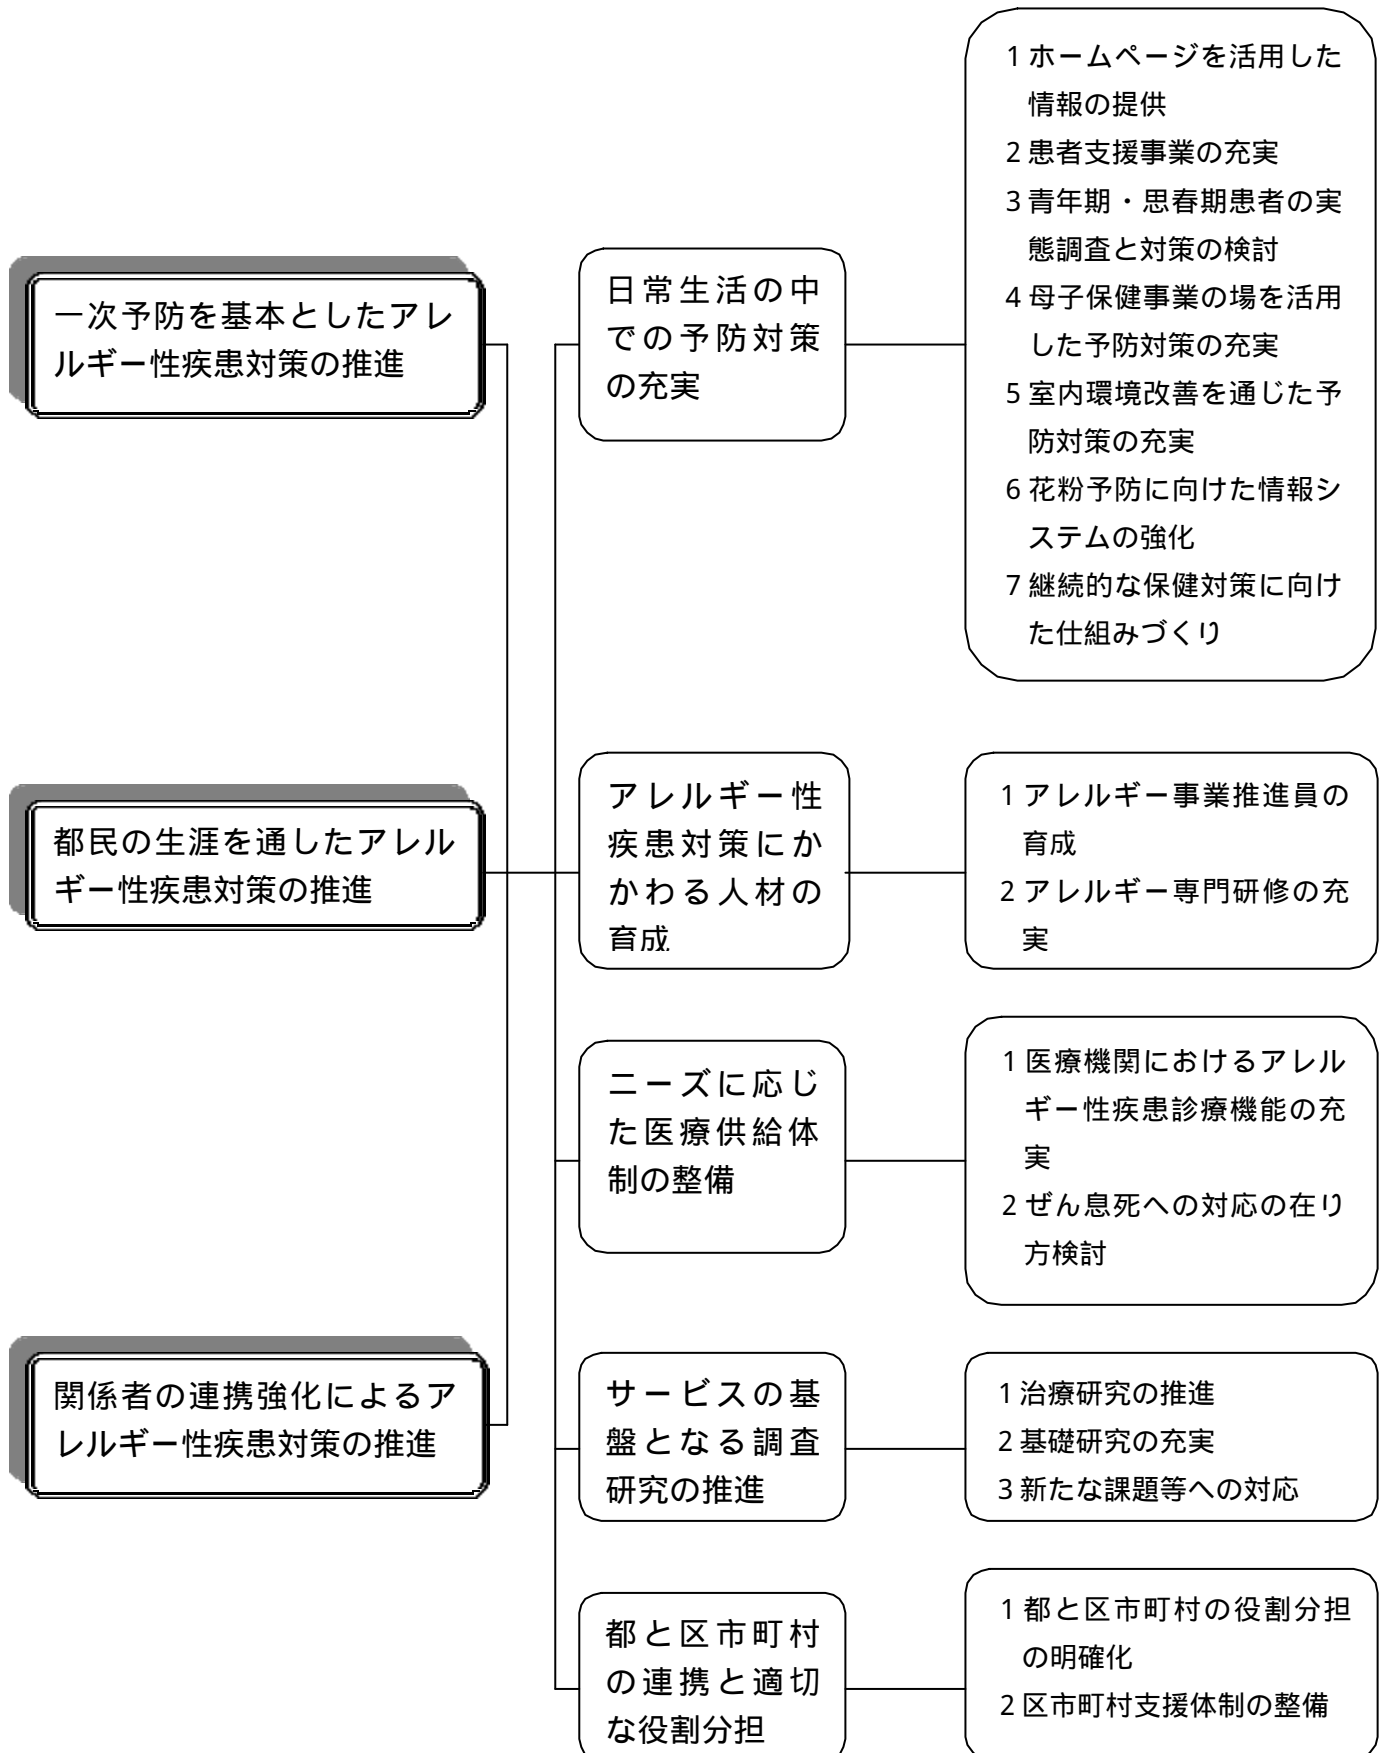 一次予防を基本としたアレ
ルギー性疾患対策の推進
都民の生涯を通したアレル
ギー性疾患対策の推進
関係者の連携強化によるア
レルギー性疾患対策の推進
日常生活の中
での予防対策
の充実
アレルギー性
疾患対策にか
かわる人材の
育成
ニーズに応じ
た医療供給体
制の整備
サービスの基
盤となる調査
研究の推進
都と区市町村
の連携と適切
な役割分担
1 ホームページを活用した
情報の提供
2 患者支援事業の充実
3 青年期・思春期患者の実
態調査と対策の検討
4 母子保健事業の場を活用
した予防対策の充実
5 室内環境改善を通じた予
防対策の充実
6 花粉予防に向けた情報シ
ステムの強化
7 継続的な保健対策に向け
た仕組みづくり
1 アレルギー事業推進員の
育成
2 アレルギー専門研修の充
実
1 医療機関におけるアレル
ギー性疾患診療機能の充
実
2 ぜん息死への対応の在り
方検討
1 治療研究の推進
2 基礎研究の充実
3 新たな課題等への対応
1 都と区市町村の役割分担
の明確化
2 区市町村支援体制の整備